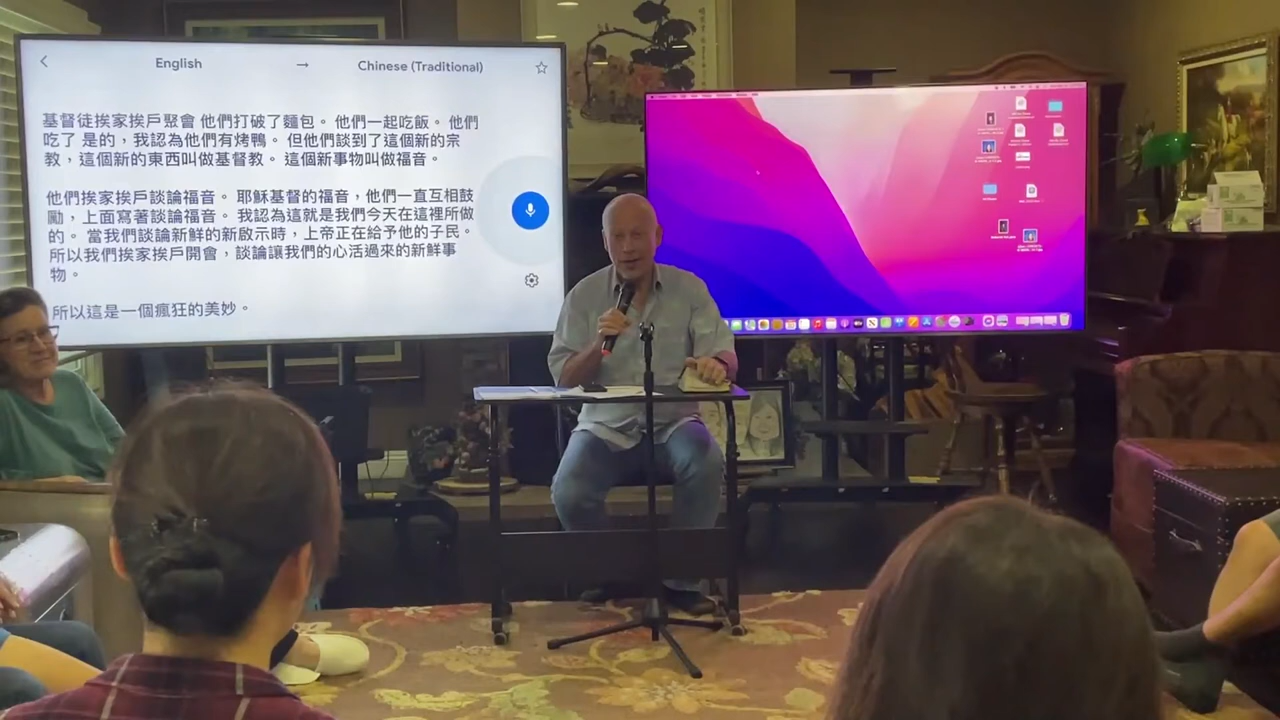 English → Chinese (Traditional)
基督徒挨家挨戶聚會 他們打破了麵包。 他們一起吃飯。 他們
吃了 是的，我認為他們有烤鴨。但他們談到了這個新的宗
教，這個新的東西叫做基督教。 這個新事物叫做福音。
他們挨家挨戶談論福音。 耶穌基督的福音，他們一直互相鼓
勵，上面寫著談論福音。 我認為這就是我們今天在這裡所做
的。 當我們談論新鮮的新啟示時，上帝正在給予他的子民。
所以我們挨家挨戶開會，談論讓我們的心活過來的新鮮事
物。
所以這是一個瘋狂的美妙。